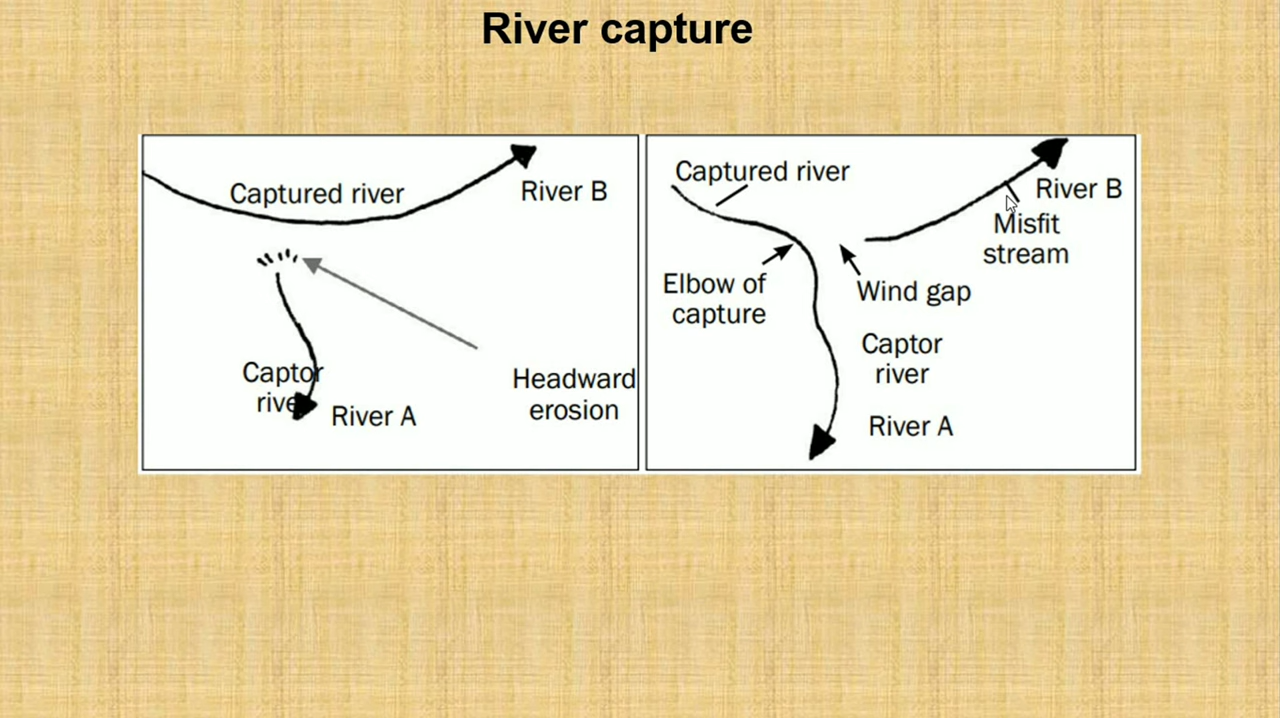 River capture
Captured river
River B
Captor
river
River A
Headward
erosion
Captured river
River B
Misfit
stream
Elbow of
capture
Wind gap
Captor
river
River A